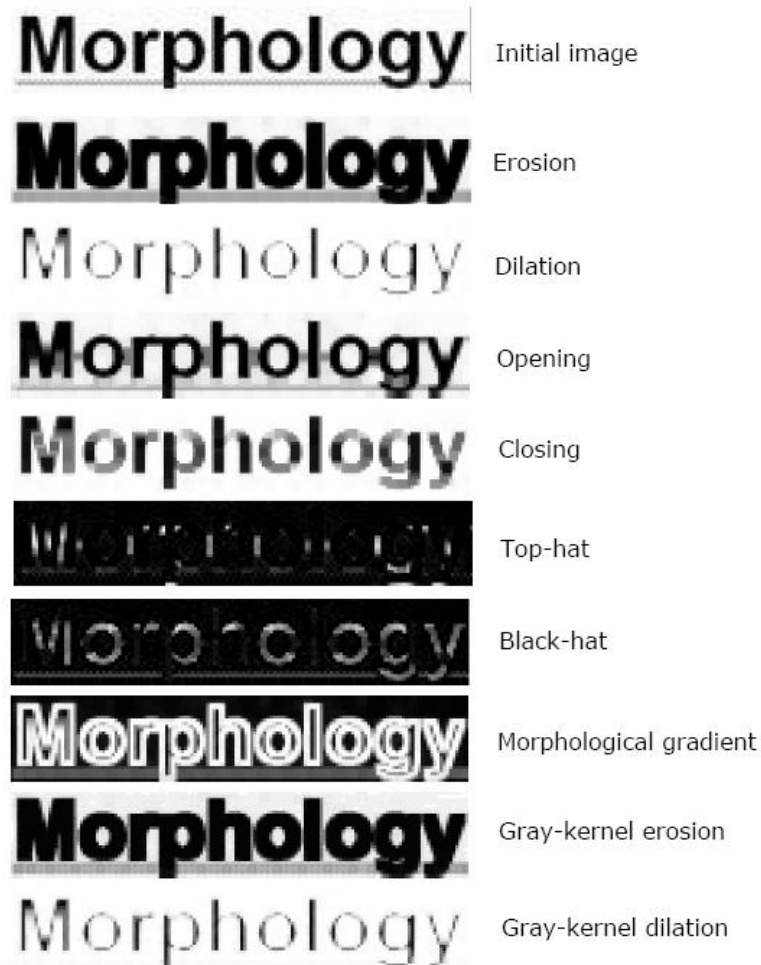 Morphology Initial image
Morphology Erosion
Morphology Dilation
Morphology Opening
Morphology Closing
Morphology Top-hat
Morphology Black-hat
Morphology Morphological gradient
Morphology Gray-kernel erosion
Morphology Gray-kernel dilation